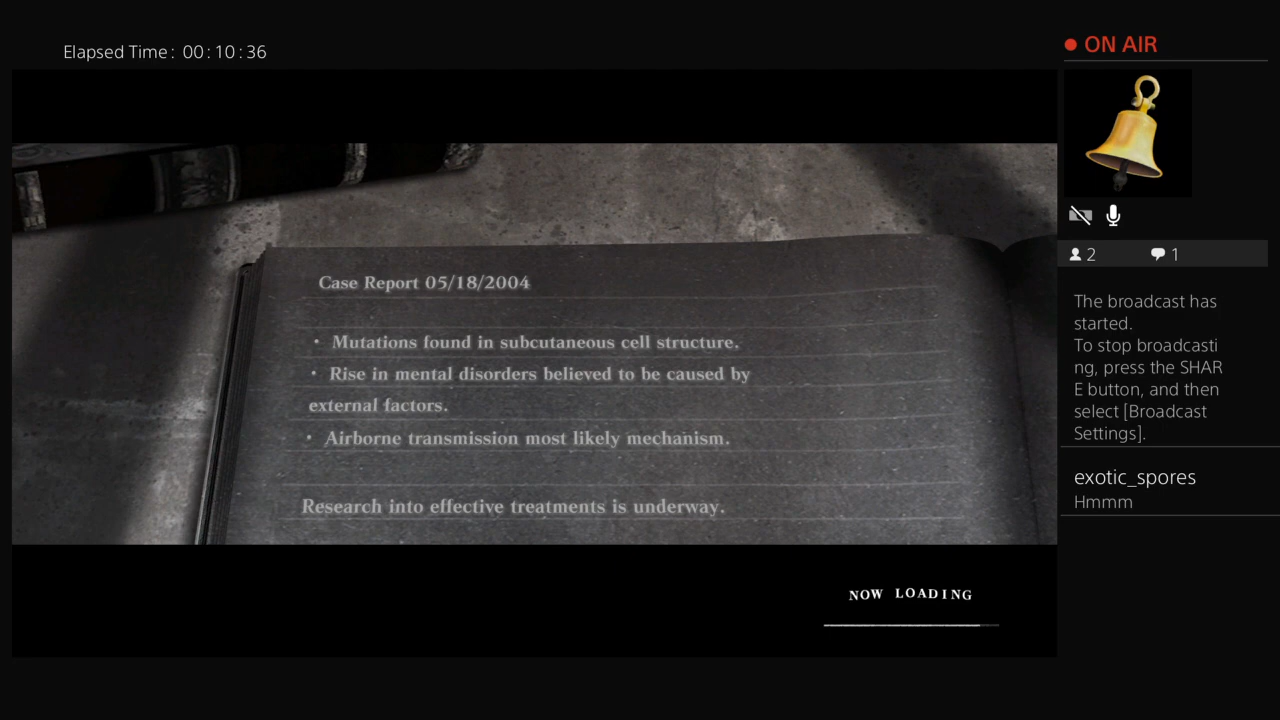 Elapsed Time: 00:10:36
ON AIR
2
1
Case Report 05/18/2004
• Mutations found in subcutaneous cell structure.
• Rise in mental disorders believed to be caused by
external factors.
• Airborne transmission most likely mechanism.
Research into effective treatments is underway.
NOW LOADING
The broadcast has
started.
To stop broadcasti
ng, press the SHAR
E button, and then
select [Broadcast
Settings].
exotic_spores
Hmmm